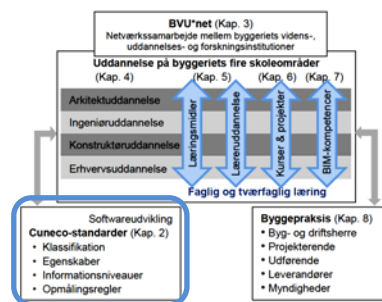 BVU*net (Kap. 3)
Netværkssamarbejde mellem byggeriets videns-,
uddannelses- og forskningsinstitutioner
Uddannelse på byggeriets fire skoleområder
(Kap. 4) (Kap. 5) (Kap. 6) (Kap. 7)
Arkitektuddannelse
Ingeniøruddannelse
Konstruktøruddannelse
Erhvervsuddannelse
Læringsmidler
Læreruddannelse
Kurser & projekter
BIM-kompetencer
Faglig og tværfaglig læring
Softwareudvikling
Cuneco-standarder (Kap. 2)
• Klassifikation
• Egenskaber
• Informationsniveauer
• Opmålingsregler
Byggepraksis (Kap. 8)
• Byg- og driftsherre
• Projekterende
• Udførende
• Leverandører
• Myndigheder